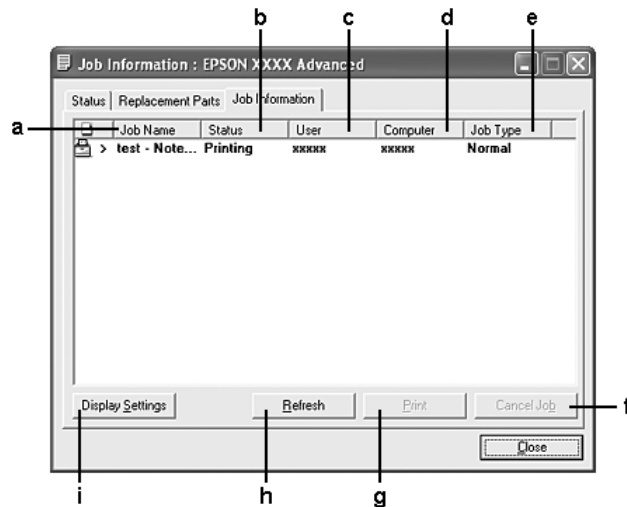 b c d e
Job Information : EPSON XXXX Advanced
Status Replacement Parts Job Information
a Job Name Status User Computer Job Type
> test - Note... Printing xxxxx xxxxx Normal
Display Settings Refresh Print Cancel Job f
Close
i h g